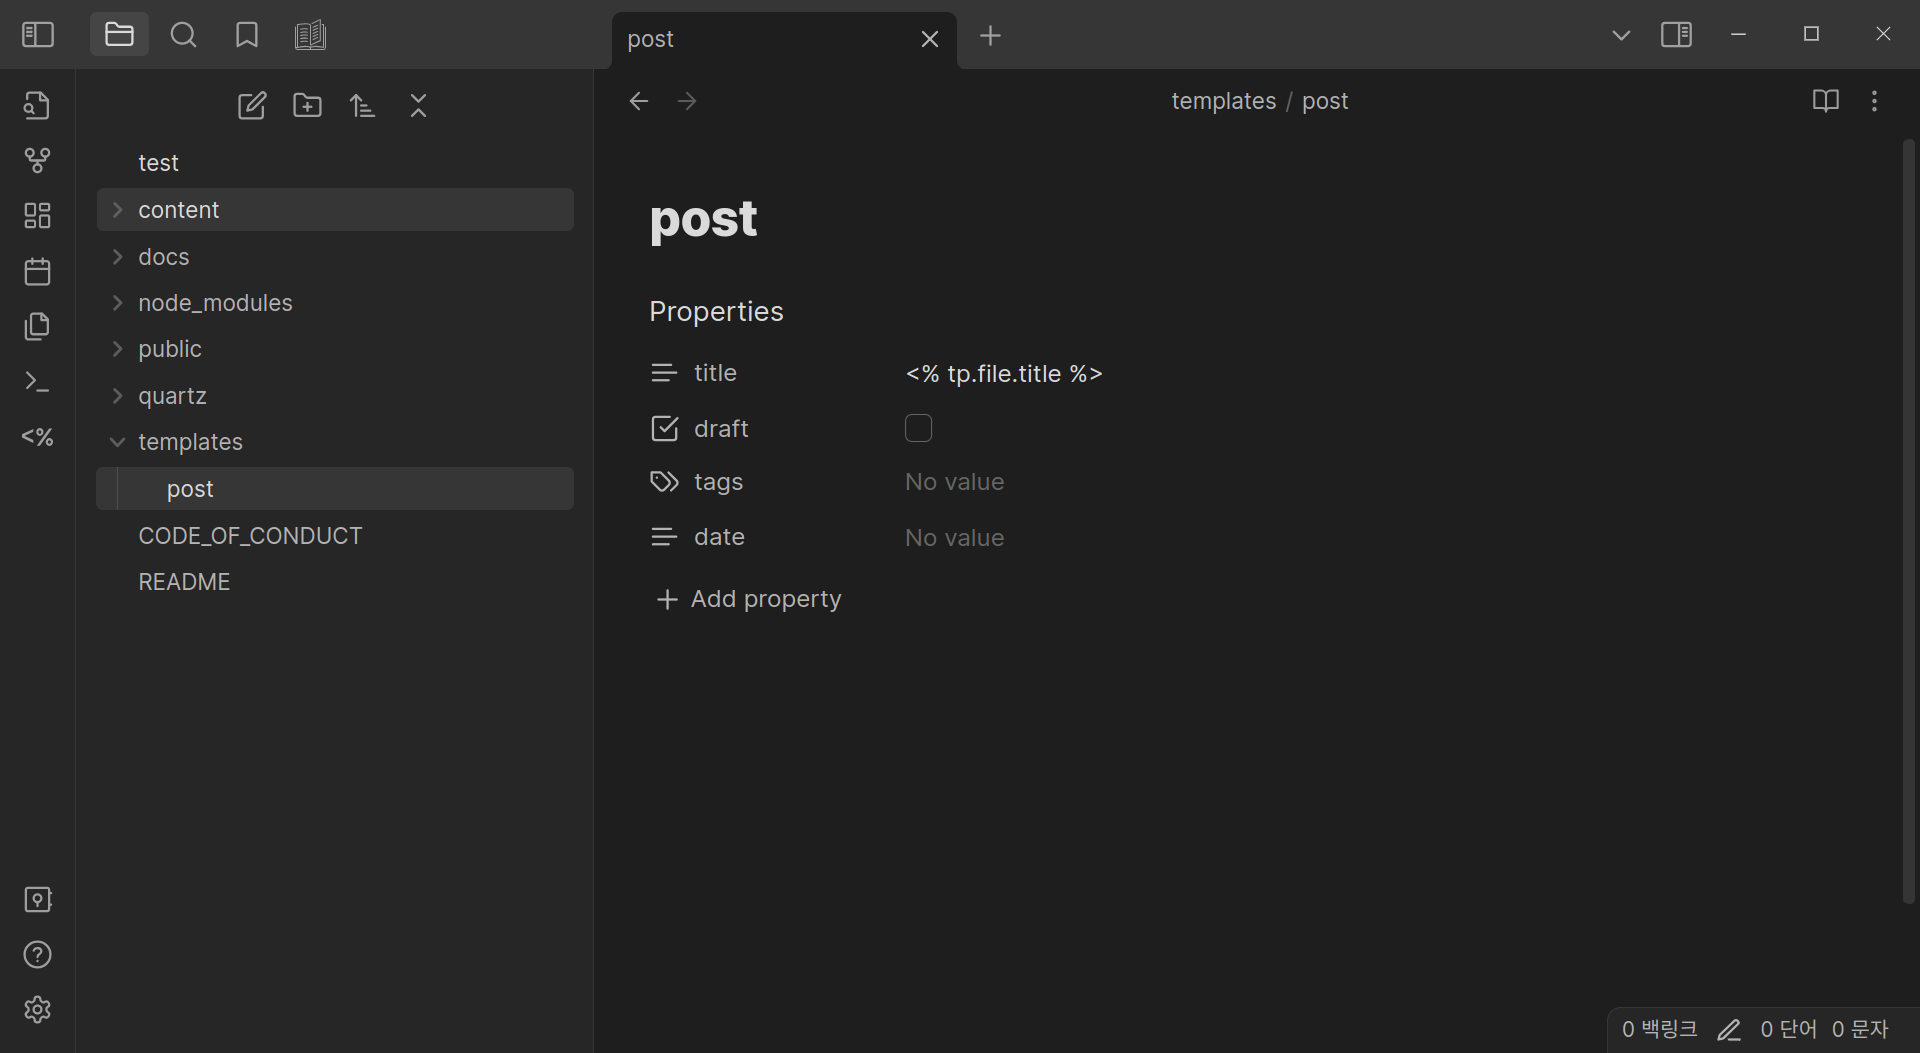 post
templates / post
test
content
docs
node_modules
public
quartz
<%
templates
post
CODE_OF_CONDUCT
README
post
Properties
title <% tp.file.title %>
draft
tags No value
date No value
Add property
0 백링크 0 단어 0 문자